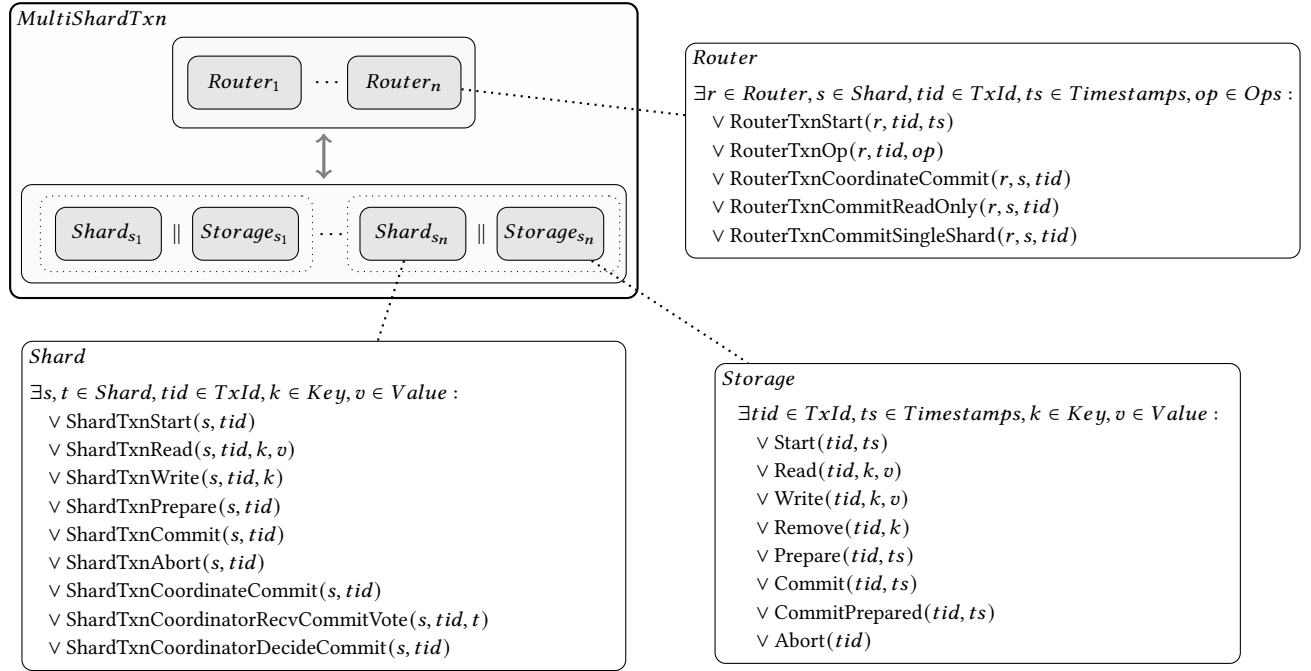 MultiShardTxn
Router₁ ⋯ Routerₙ
Shard_{s₁} || Storage_{s₁} ⋯ Shard_{sₙ} || Storage_{sₙ}
Router
∃r ∈ Router, s ∈ Shard, tid ∈ TxId, ts ∈ Timestamps, op ∈ Ops :
∨ RouterTxnStart(r, tid, ts)
∨ RouterTxnOp(r, tid, op)
∨ RouterTxnCoordinateCommit(r, s, tid)
∨ RouterTxnCommitReadOnly(r, s, tid)
∨ RouterTxnCommitSingleShard(r, s, tid)
Shard
∃s, t ∈ Shard, tid ∈ TxId, k ∈ Key, v ∈ Value :
∨ ShardTxnStart(s, tid)
∨ ShardTxnRead(s, tid, k, v)
∨ ShardTxnWrite(s, tid, k)
∨ ShardTxnPrepare(s, tid)
∨ ShardTxnCommit(s, tid)
∨ ShardTxnAbort(s, tid)
∨ ShardTxnCoordinateCommit(s, tid)
∨ ShardTxnCoordinatorRecvCommitVote(s, tid, t)
∨ ShardTxnCoordinatorDecideCommit(s, tid)
Storage
∃tid ∈ TxId, ts ∈ Timestamps, k ∈ Key, v ∈ Value :
∨ Start(tid, ts)
∨ Read(tid, k, v)
∨ Write(tid, k, v)
∨ Remove(tid, k)
∨ Prepare(tid, ts)
∨ Commit(tid, ts)
∨ CommitPrepared(tid, ts)
∨ Abort(tid)